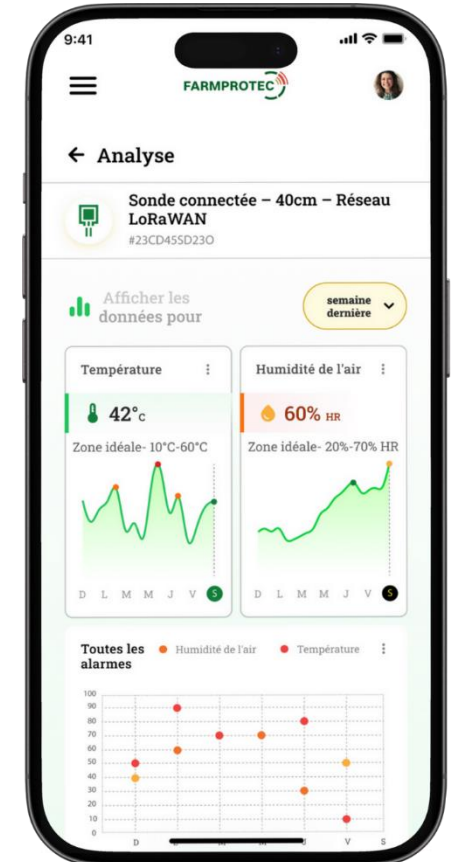 9:41
FARMPROTEC
← Analyse
Sonde connectée – 40cm – Réseau
LoRaWAN
#23CD45SD23O
Afficher les
données pour
semaine
dernière
Température
42°C
Zone idéale- 10°C-60°C
D L M M J V S
Humidité de l'air
60% HR
Zone idéale- 20%-70% HR
D L M M J V S
Toutes les
alarmes
Humidité de l'air
Température
100
90
80
70
60
50
40
30
20
10
0
D
V S